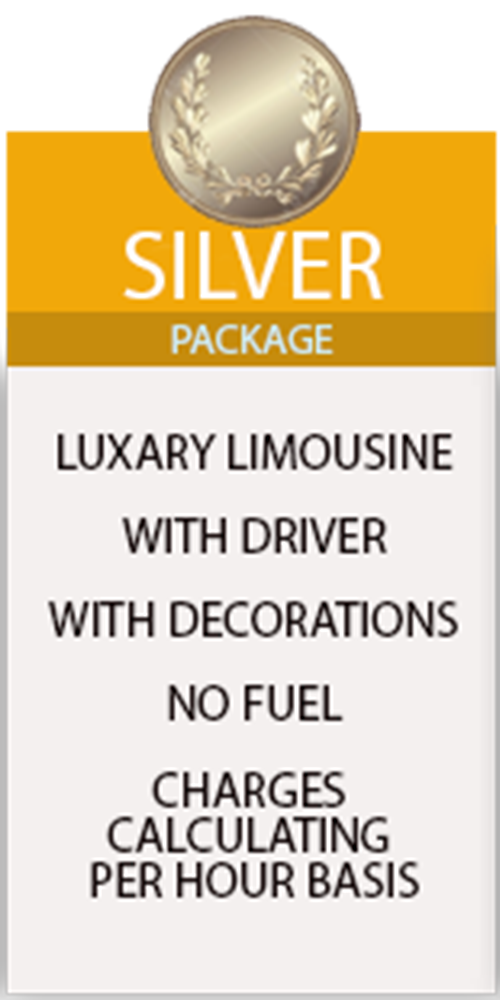 SILVER
PACKAGE
LUXARY LIMOUSINE
WITH DRIVER
WITH DECORATIONS
NO FUEL
CHARGES
CALCULATING
PER HOUR BASIS